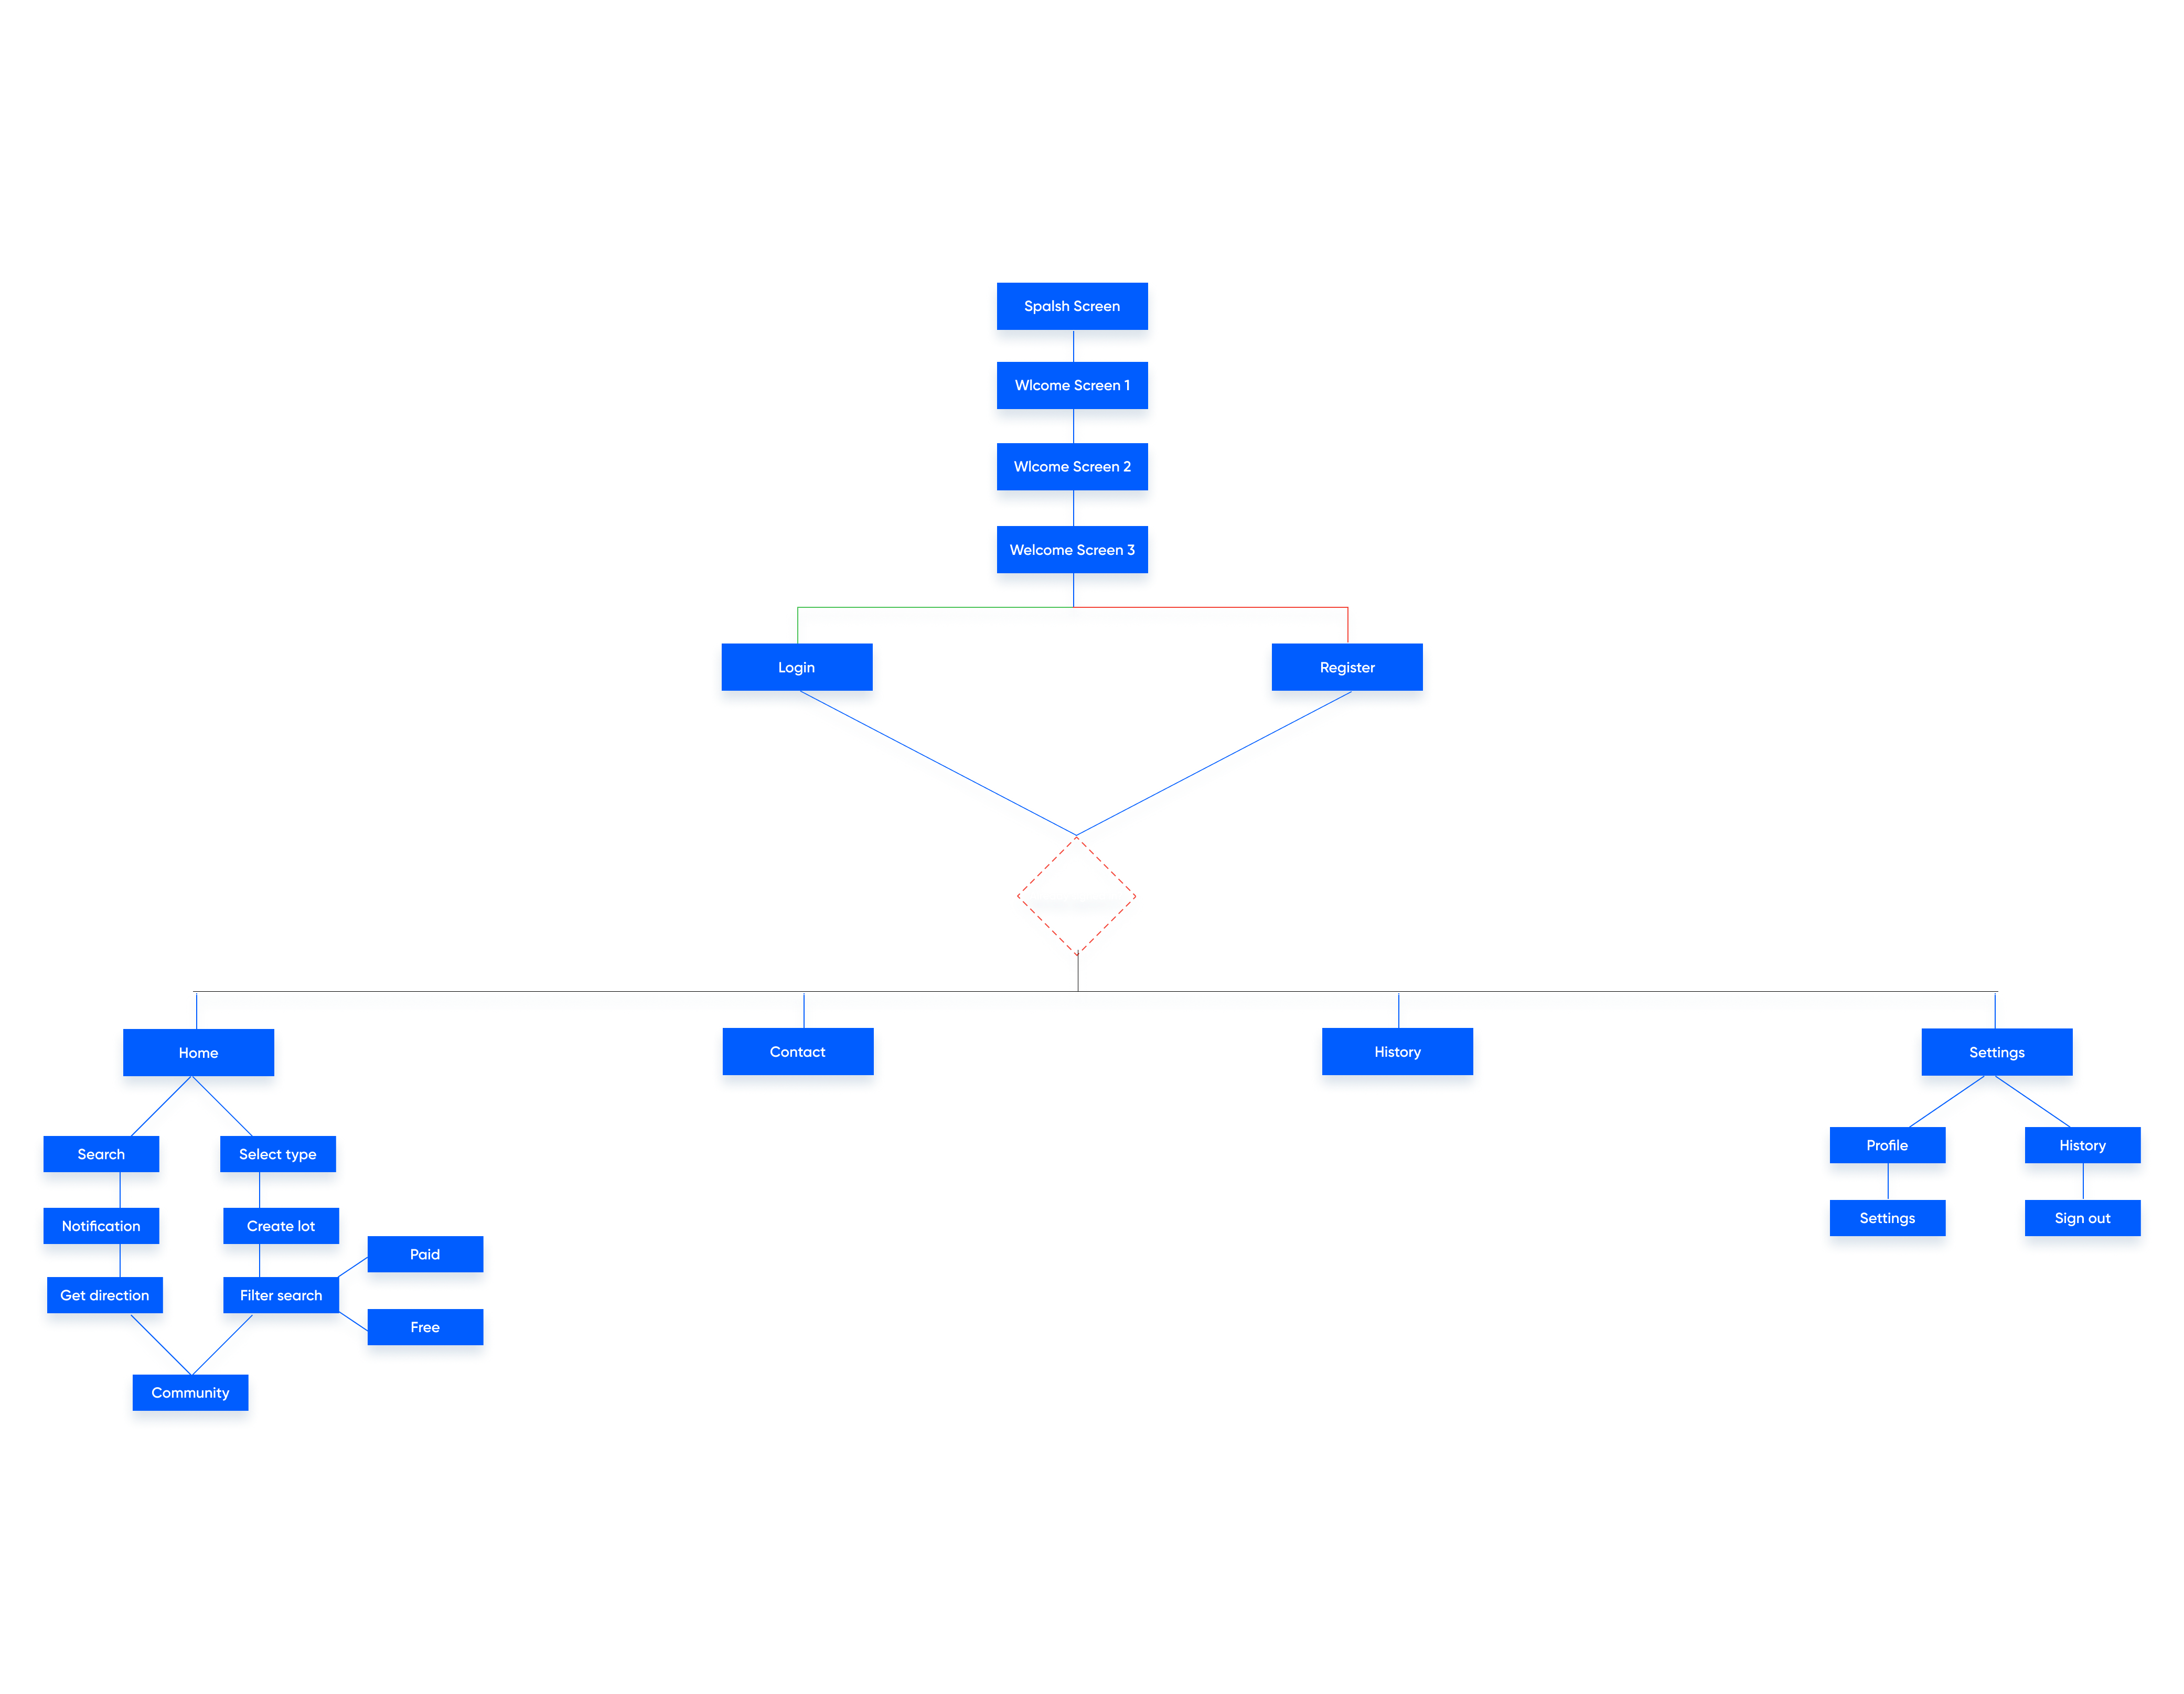 Spalsh Screen
Wlcome Screen 1
Wlcome Screen 2
Welcome Screen 3
Login
Register
Home
Contact
History
Settings
Search
Select type
Profile
History
Notification
Create lot
Settings
Sign out
Paid
Get direction
Filter search
Free
Community